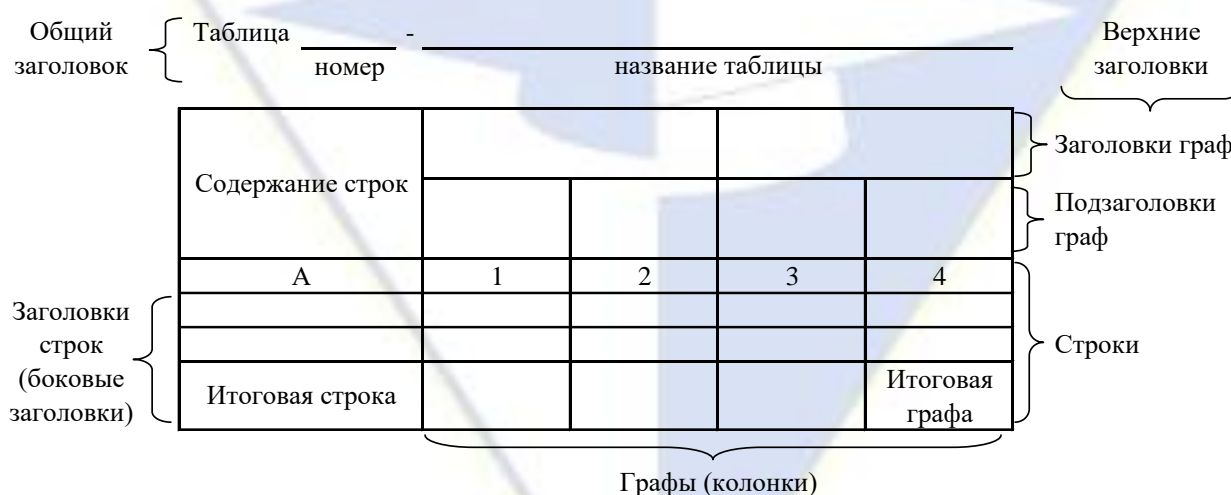 Общий
заголовок
Таблица -
номер
название таблицы
Верхние
заголовки
Содержание строк
Заголовки граф
Подзаголовки
граф
А 1 2 3 4
Заголовки
строк
(боковые
заголовки)
Строки
Итоговая строка
Итоговая
графа
Графы (колонки)